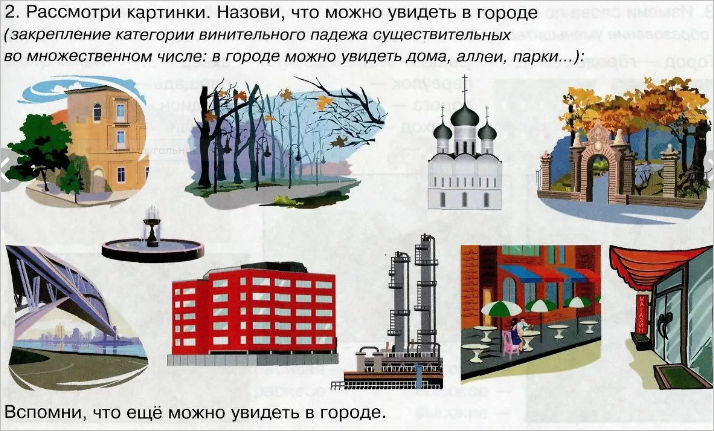 2. Рассмотри картинки. Назови, что можно увидеть в городе
(закрепление категории винительного падежа существительных
во множественном числе: в городе можно увидеть дома, аллеи, парки...):
МАГАЗИН
Вспомни, что ещё можно увидеть в городе.